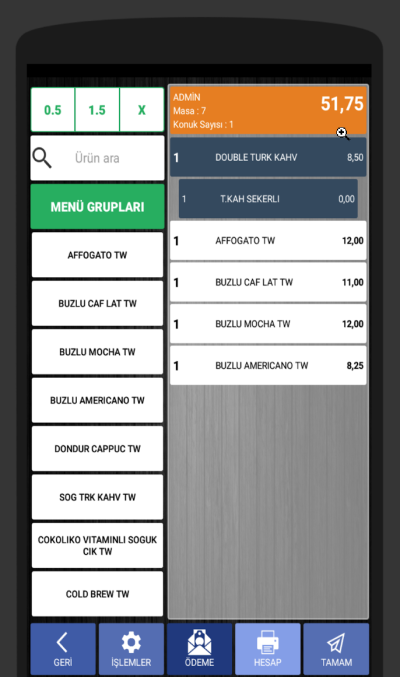 0.5 1.5 X
Ürün ara
MENÜ GRUPLARI
AFFOGATO TW
BUZLU CAF LAT TW
BUZLU MOCHA TW
BUZLU AMERICANO TW
DONDUR CAPPUC TW
SOG TRK KAHV TW
COKOLIKO VITAMINLI SOGUK
CIK TW
COLD BREW TW
ADMİN
Masa : 7
Konuk Sayısı : 1
51,75
1 DOUBLE TURK KAHV 8,50
1 T.KAH SEKERLI 0,00
1 AFFOGATO TW 12,00
1 BUZLU CAF LAT TW 11,00
1 BUZLU MOCHA TW 12,00
1 BUZLU AMERICANO TW 8,25
GERİ İŞLEMLER ÖDEME HESAP TAMAM